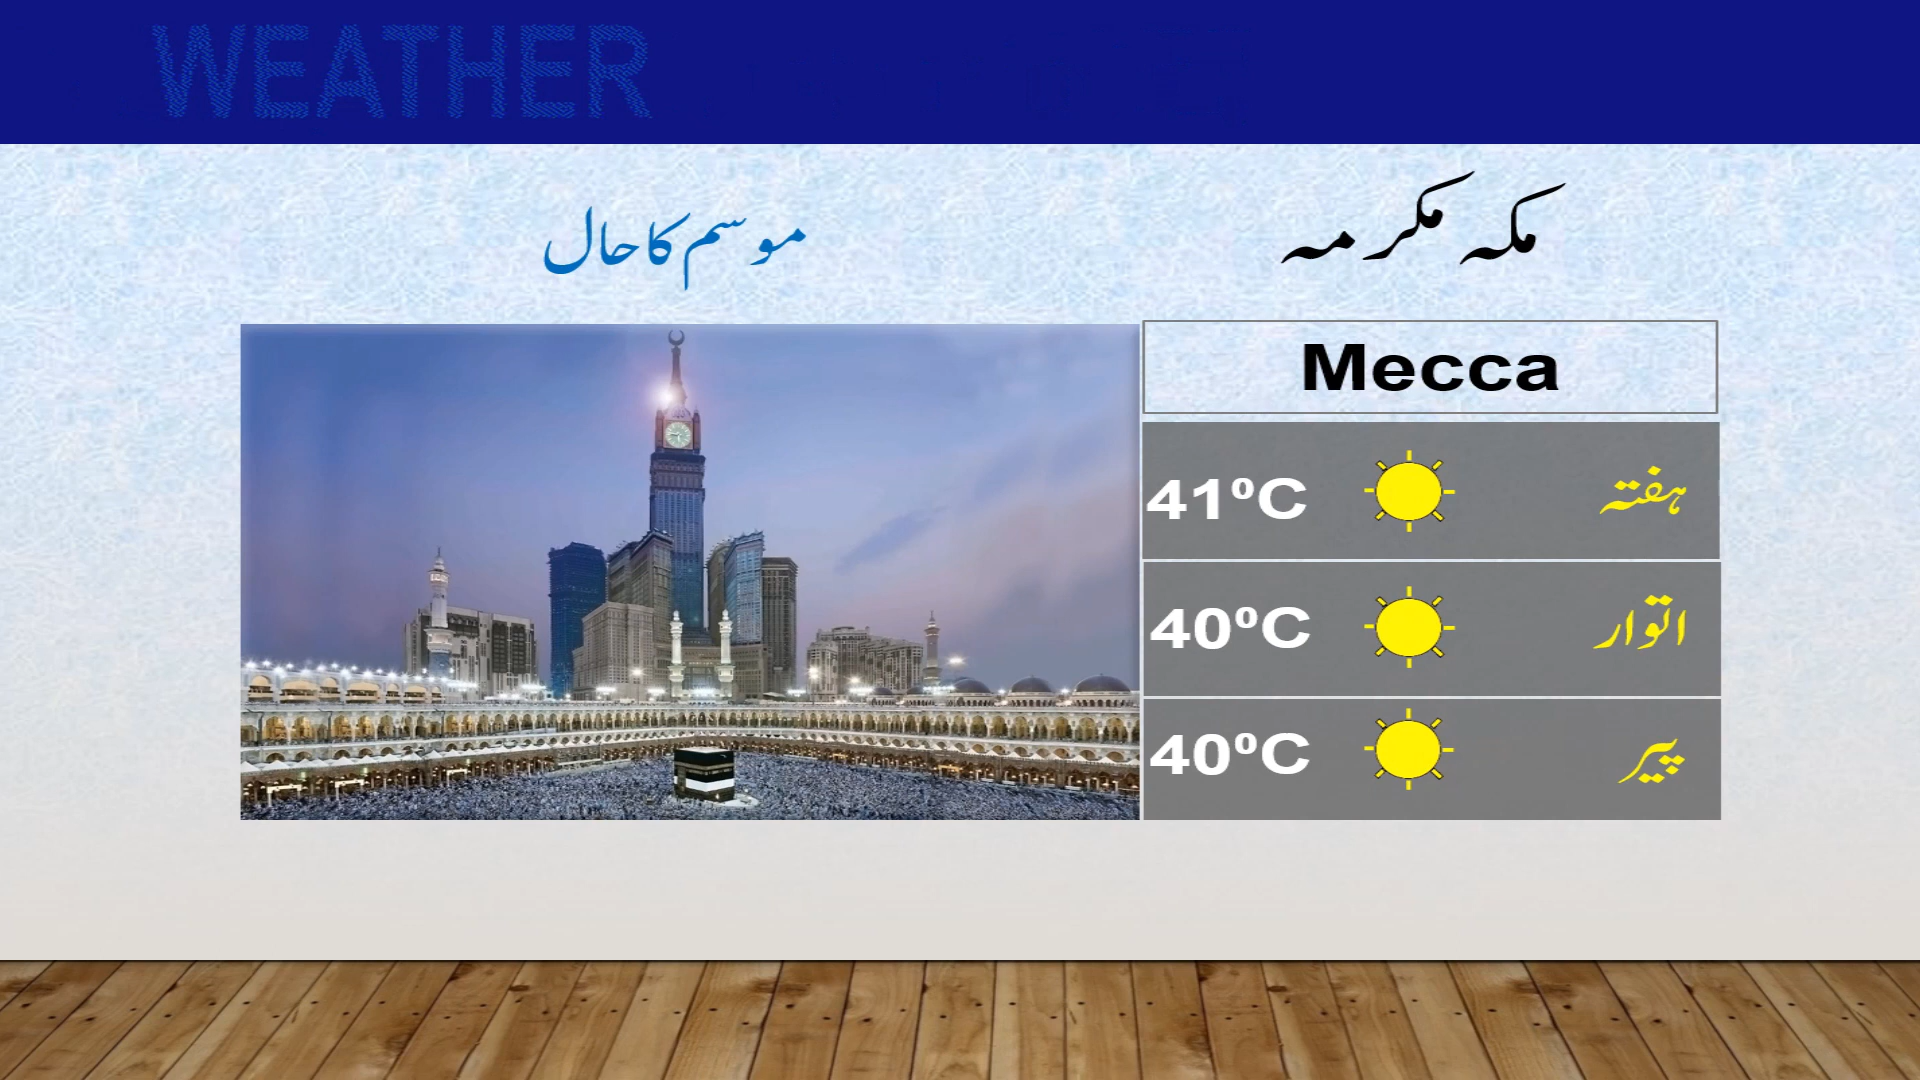 WEATHER
مکہ مکرمہ
موسم کا حال
Mecca
41ºC ہفتہ
40ºC اتوار
40ºC پیر